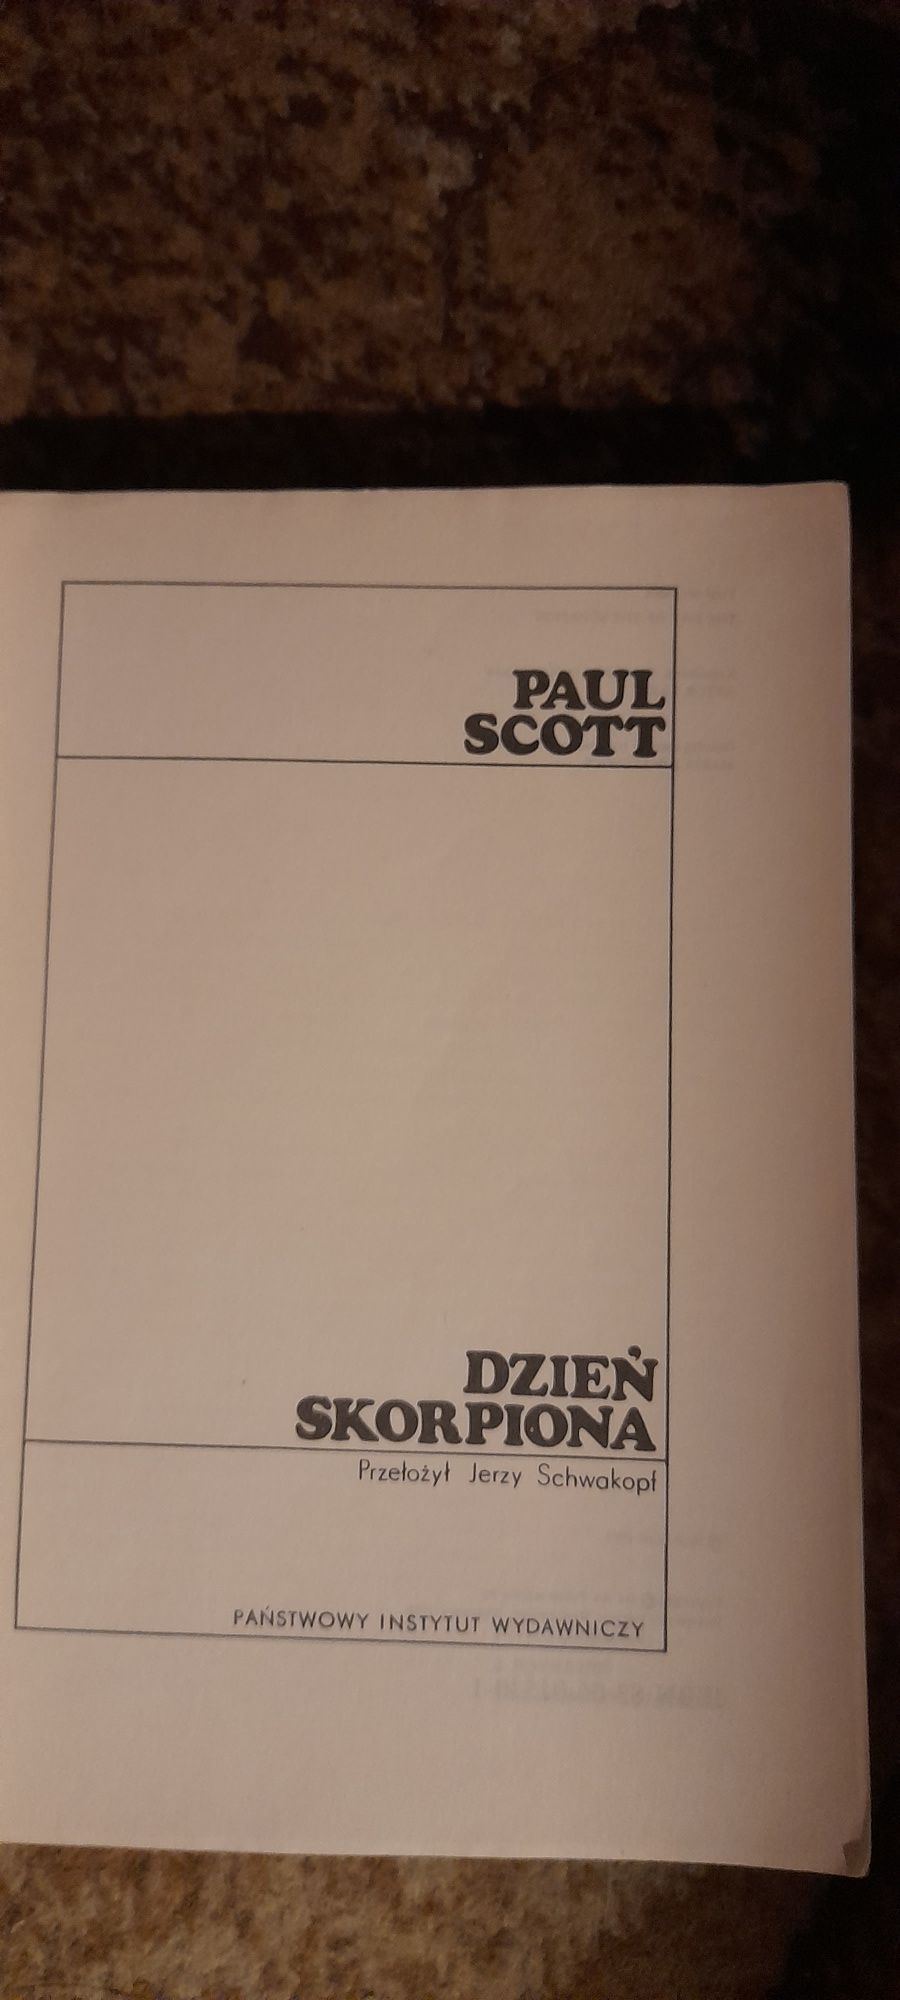 PAUL
SCOTT
DZIEŃ
SKORPIONA
Przełożył Jerzy Schwakopf
PAŃSTWOWY INSTYTUT WYDAWNICZY